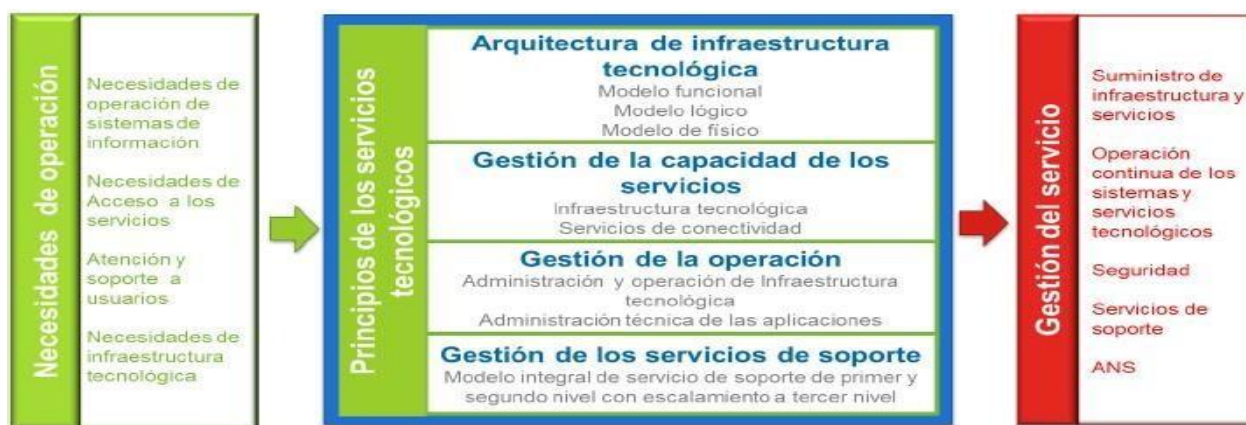 Necesidades de operación
Necesidades de
operación de
sistemas de
información
Necesidades de
Acceso a los
servicios
Atención y
soporte a
usuarios
Necesidades de
infraestructura
tecnológica
Principios de los servicios
tecnológicos
Arquitectura de infraestructura
tecnológica
Modelo funcional
Modelo lógico
Modelo de físico
Gestión de la capacidad de los
servicios
Infraestructura tecnológica
Servicios de conectividad
Gestión de la operación
Administración y operación de Infraestructura
tecnológica
Administración técnica de las aplicaciones
Gestión de los servicios de soporte
Modelo integral de servicio de soporte de primer y
segundo nivel con escalamiento a tercer nivel
Gestión del servicio
Suministro de
infraestructura y
servicios
Operación
continua de los
sistemas y
servicios
tecnológicos
Seguridad
Servicios de
soporte
ANS